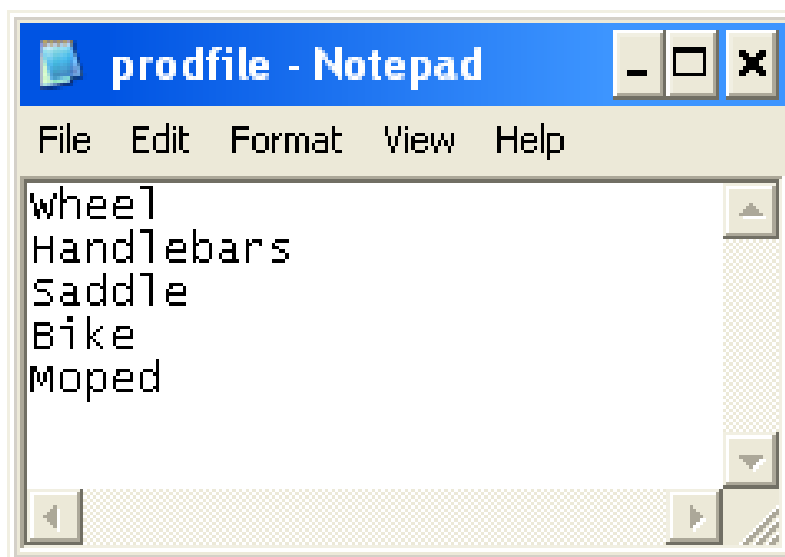 prodfile - Notepad
File Edit Format View Help
Wheel
Handlebars
Saddle
Bike
Moped